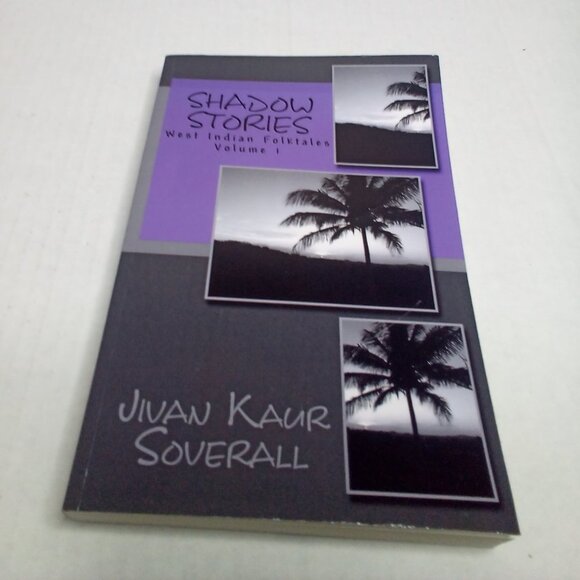 SHADOW
STORIES
West Indian Folktales
Volume 1
JIVAN KAUR
SOVERALL